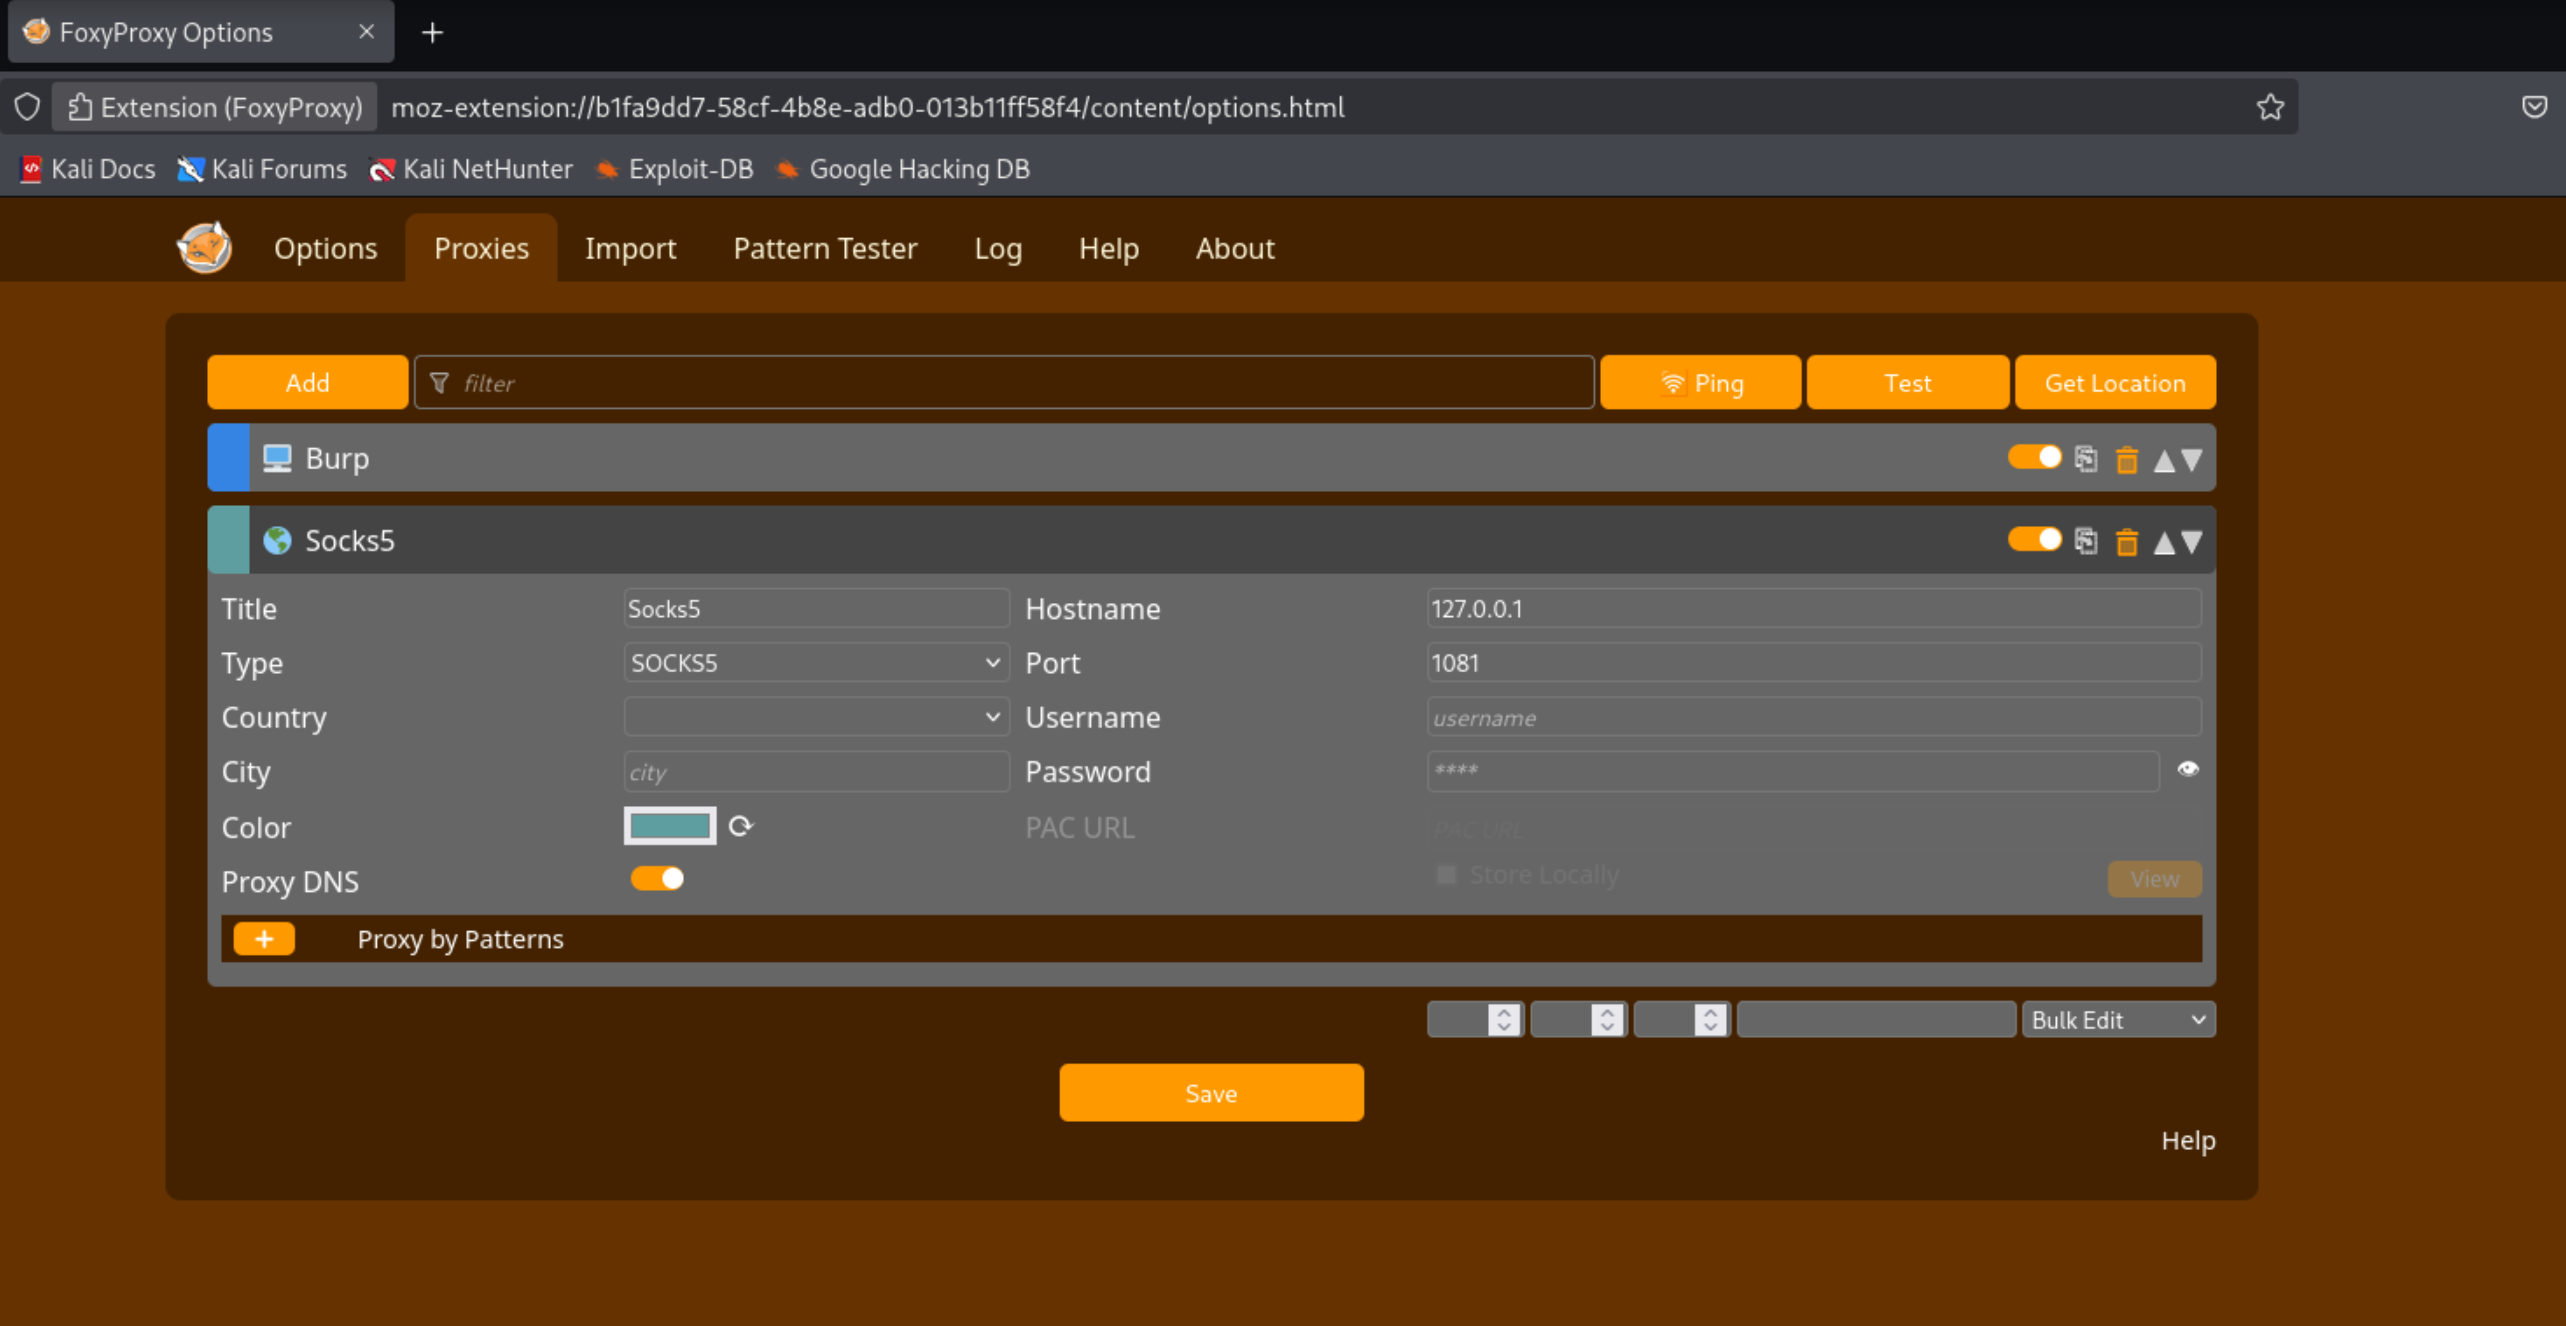 FoxyProxy Options
Extension (FoxyProxy) moz-extension://b1fa9dd7-58cf-4b8e-adb0-013b11ff58f4/content/options.html
Kali Docs Kali Forums Kali NetHunter Exploit-DB Google Hacking DB
Options Proxies Import Pattern Tester Log Help About
Add filter Ping Test Get Location
Burp
Socks5
Title Socks5 Hostname 127.0.0.1
Type SOCKS5 Port 1081
Country Username username
City city Password ****
Color PAC URL PAC URL
Proxy DNS Store Locally View
+ Proxy by Patterns
Bulk Edit
Save
Help